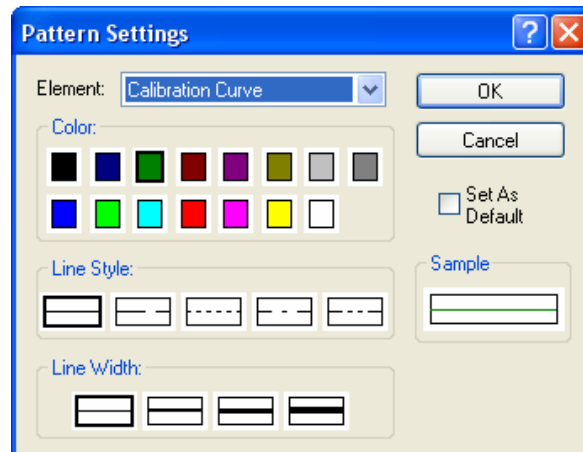 Pattern Settings
Element: Calibration Curve
OK
Color:
Cancel
Set As
Default
Line Style:
Sample
Line Width: